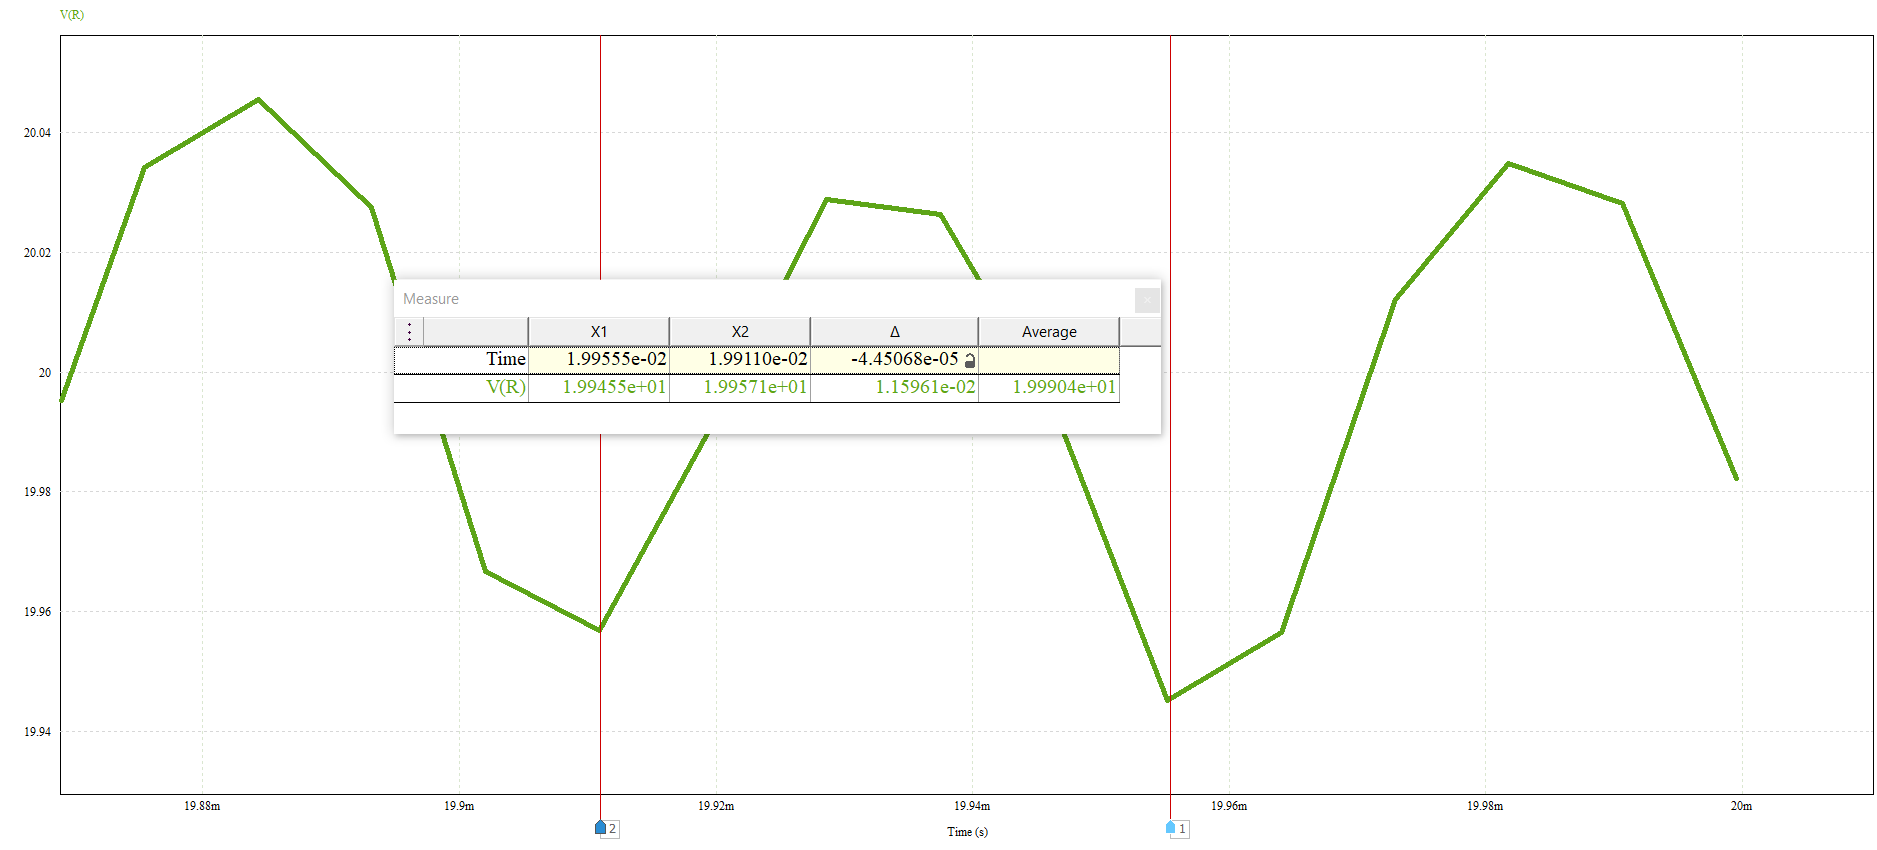 V(R)
20.04
20.02
20
19.98
19.96
19.94
Measure
X1 X2 Δ Average
Time 1.99555e-02 1.99110e-02 -4.45068e-05
V(R) 1.99455e+01 1.99571e+01 1.15961e-02 1.99904e+01
19.88m 19.9m 19.92m 19.94m 19.96m 19.98m 20m
2 1
Time (s)